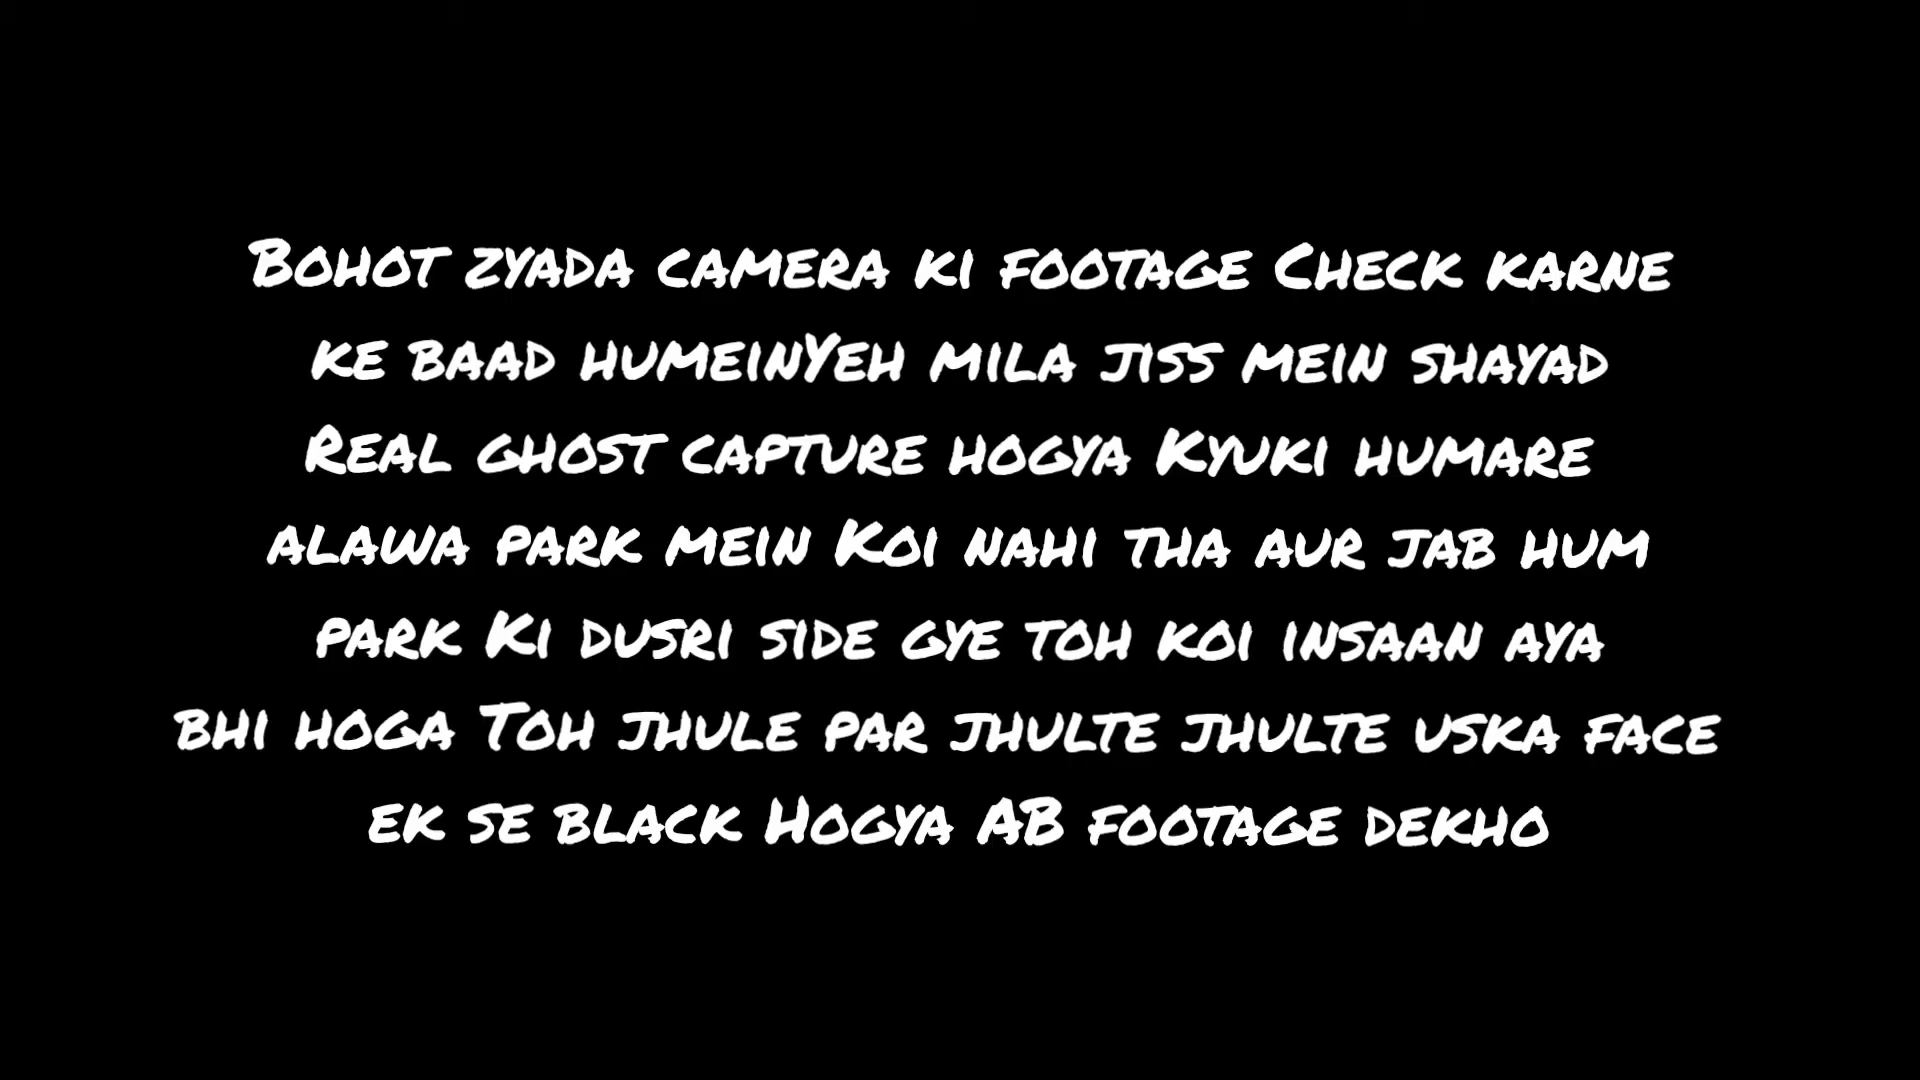 Bohot zyada camera ki footage Check karne
ke baad humeinYeh mila jiss mein shayad
Real ghost capture hogya Kyuki humare
alawa park mein Koi nahi tha aur jab hum
park Ki dusri side gye toh koi insaan aya
bhi hoga Toh jhule par jhulte jhulte uska face
ek se black Hogya AB footage dekho